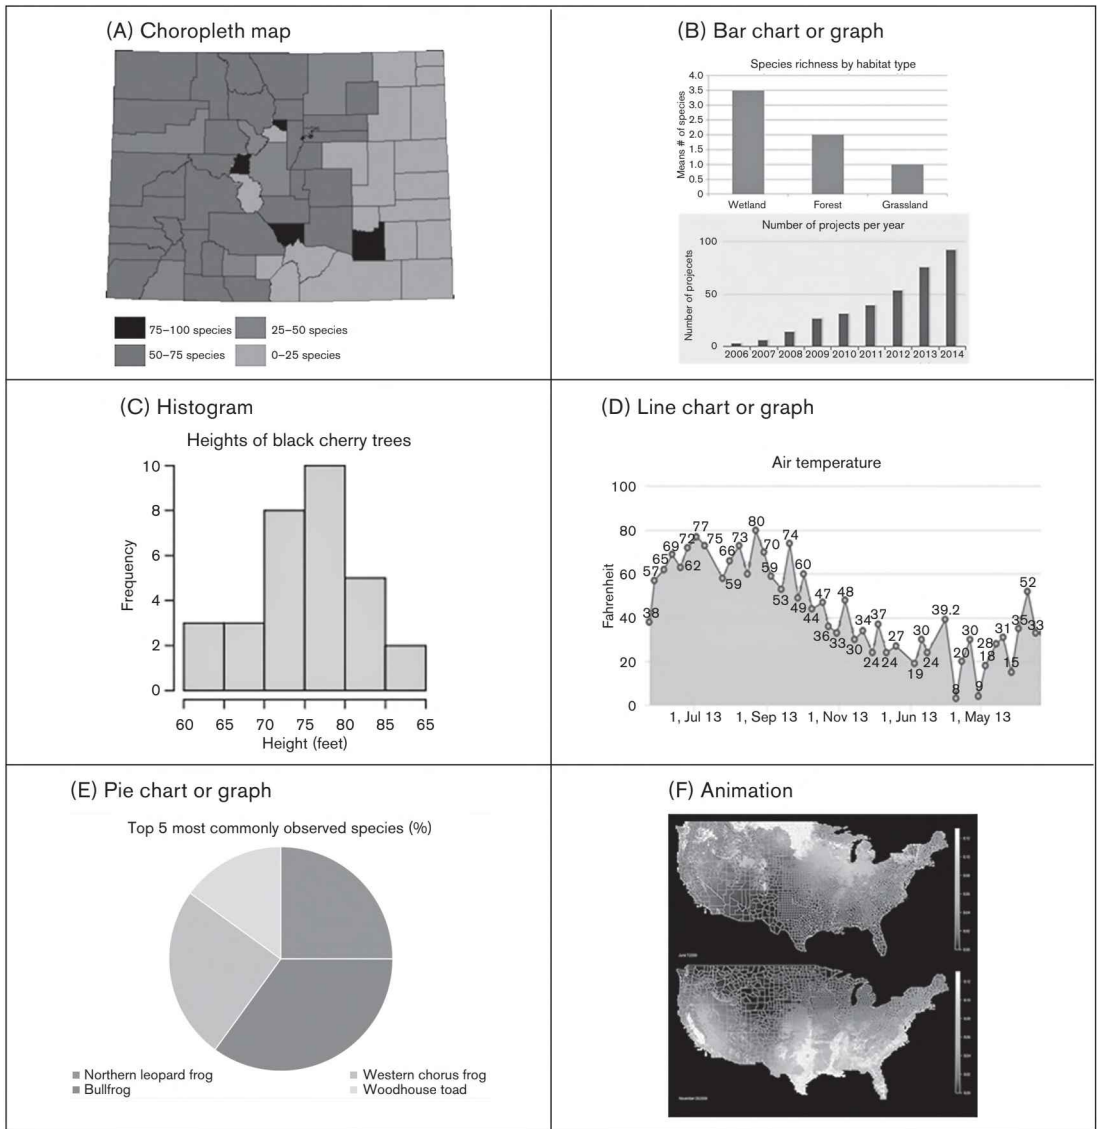 (A) Choropleth map
75–100 species
25–50 species
50–75 species
0–25 species
(B) Bar chart or graph
Species richness by habitat type
Means # of species
4.0
3.5
3.0
2.5
2.0
1.5
1.0
0.5
0
Wetland Forest Grassland
Number of projects per year
Number of projecets
100
50
0
2006 2007 2008 2009 2010 2011 2012 2013 2014
(C) Histogram
Heights of black cherry trees
Frequency
10
8
6
4
2
0
60 65 70 75 80 85 65
Height (feet)
(D) Line chart or graph
Air temperature
Fahrenheit
100
80
60
40
20
0
38 57 65 69 62 72 77 75 59 66 73 80 70 59 53 74 49 60 44 47 36 33 48 30 34 24 37 24 27 19 30 24 39.2 8 20 30 9 18 28 31 15 35 52 33
1, Jul 13 1, Sep 13 1, Nov 13 1, Jun 13 1, May 13
(E) Pie chart or graph
Top 5 most commonly observed species (%)
Northern leopard frog
Bullfrog
Western chorus frog
Woodhouse toad
(F) Animation